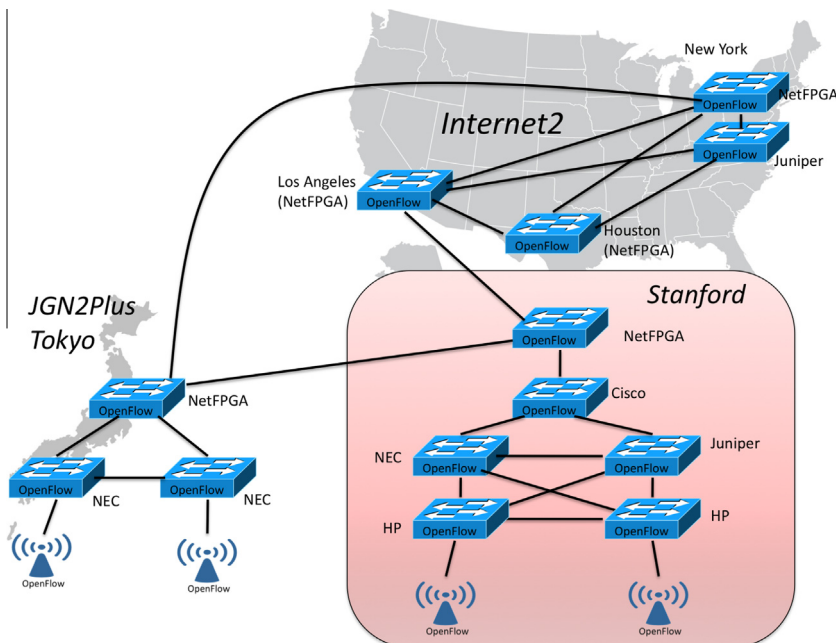 New York
NetFPGA
OpenFlow
Internet2
OpenFlow
Juniper
Los Angeles
(NetFPGA)
OpenFlow
OpenFlow
Houston
(NetFPGA)
Stanford
JGN2Plus
Tokyo
OpenFlow
NetFPGA
OpenFlow
NetFPGA
OpenFlow
Cisco
NEC
OpenFlow
OpenFlow
Juniper
OpenFlow
NEC
OpenFlow
NEC
HP
OpenFlow
OpenFlow
HP
OpenFlow
OpenFlow
OpenFlow
OpenFlow